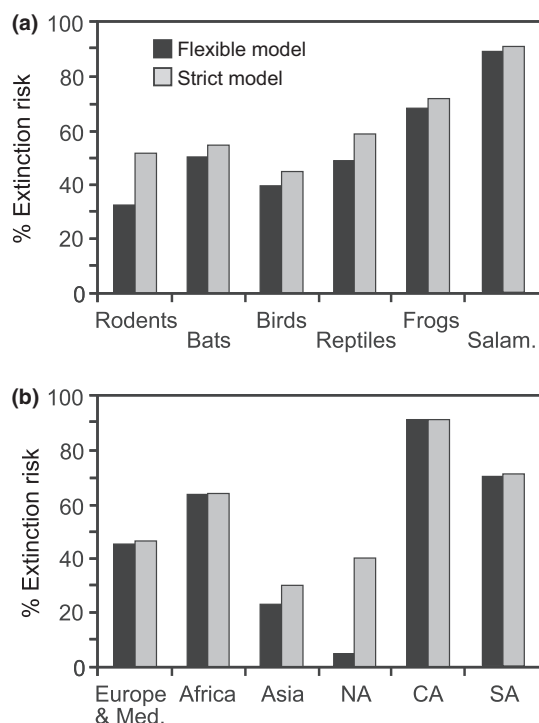 (a)
100
80
60
40
20
0
% Extinction risk
Flexible model
Strict model
Rodents Birds Frogs
Bats Reptiles Salam.
(b)
100
80
60
40
20
0
% Extinction risk
Europe Africa Asia NA CA SA
& Med.